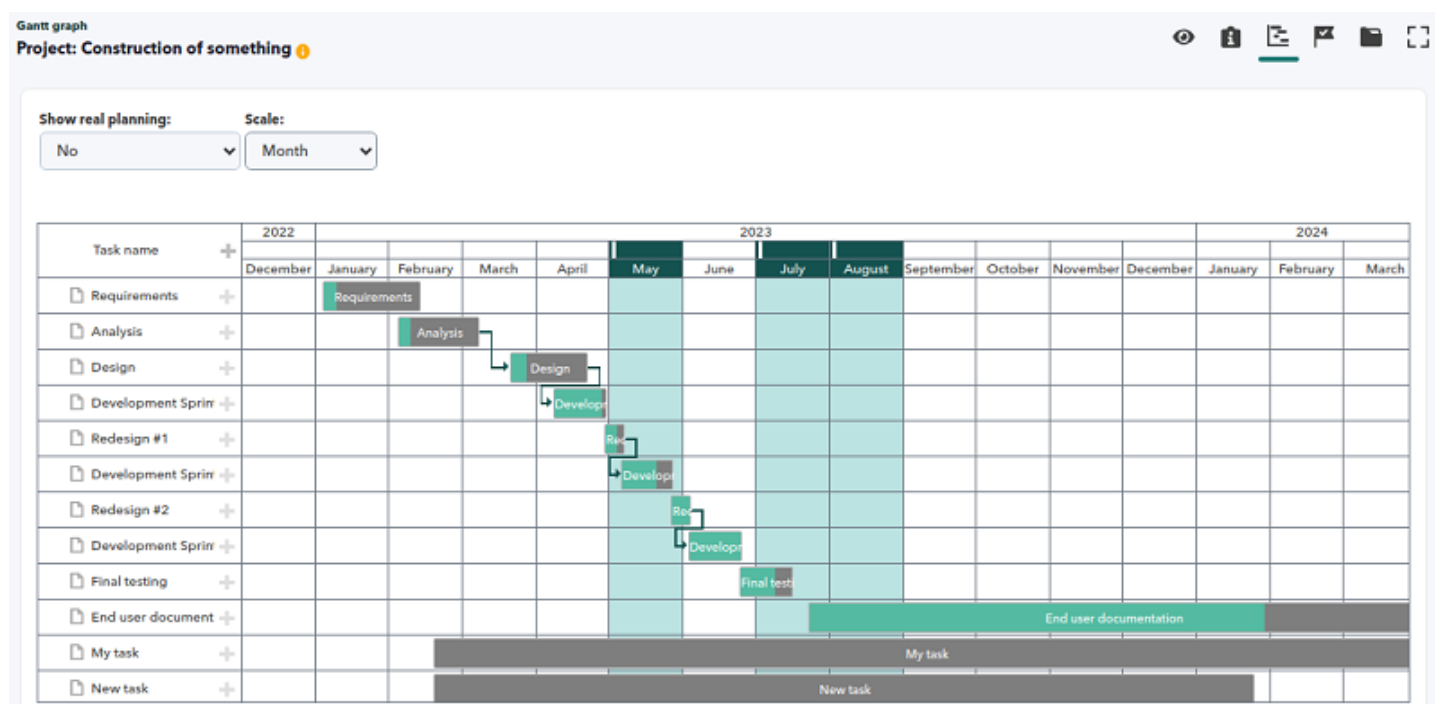 Gantt graph
Project: Construction of something
Show real planning: Scale:
No Month
2022 2023 2024
Task name
December January February March April May June July August September October November December January February March
Requirements Requirements
Analysis Analysis
Design Design
Development Sprin Develop
Redesign #1 Re
Development Sprin Develop
Redesign #2 Re
Development Sprin Develop
Final testing Final testi
End user document End user documentation
My task My task
New task New task